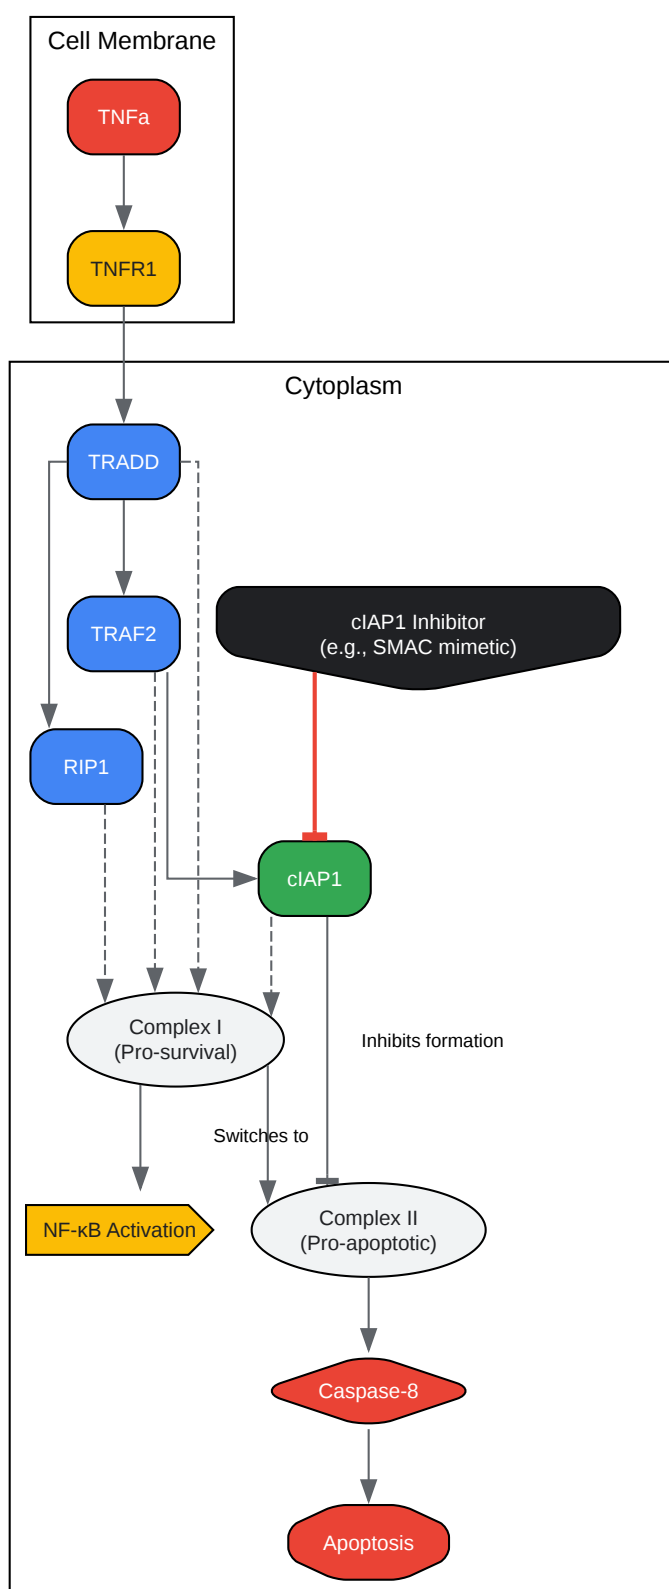 Cell Membrane
TNFa
TNFR1
Cytoplasm
TRADD
TRAF2
cIAP1 Inhibitor
(e.g., SMAC mimetic)
RIP1
cIAP1
Complex I
(Pro-survival)
Inhibits formation
Switches to
NF-κB Activation
Complex II
(Pro-apoptotic)
Caspase-8
Apoptosis